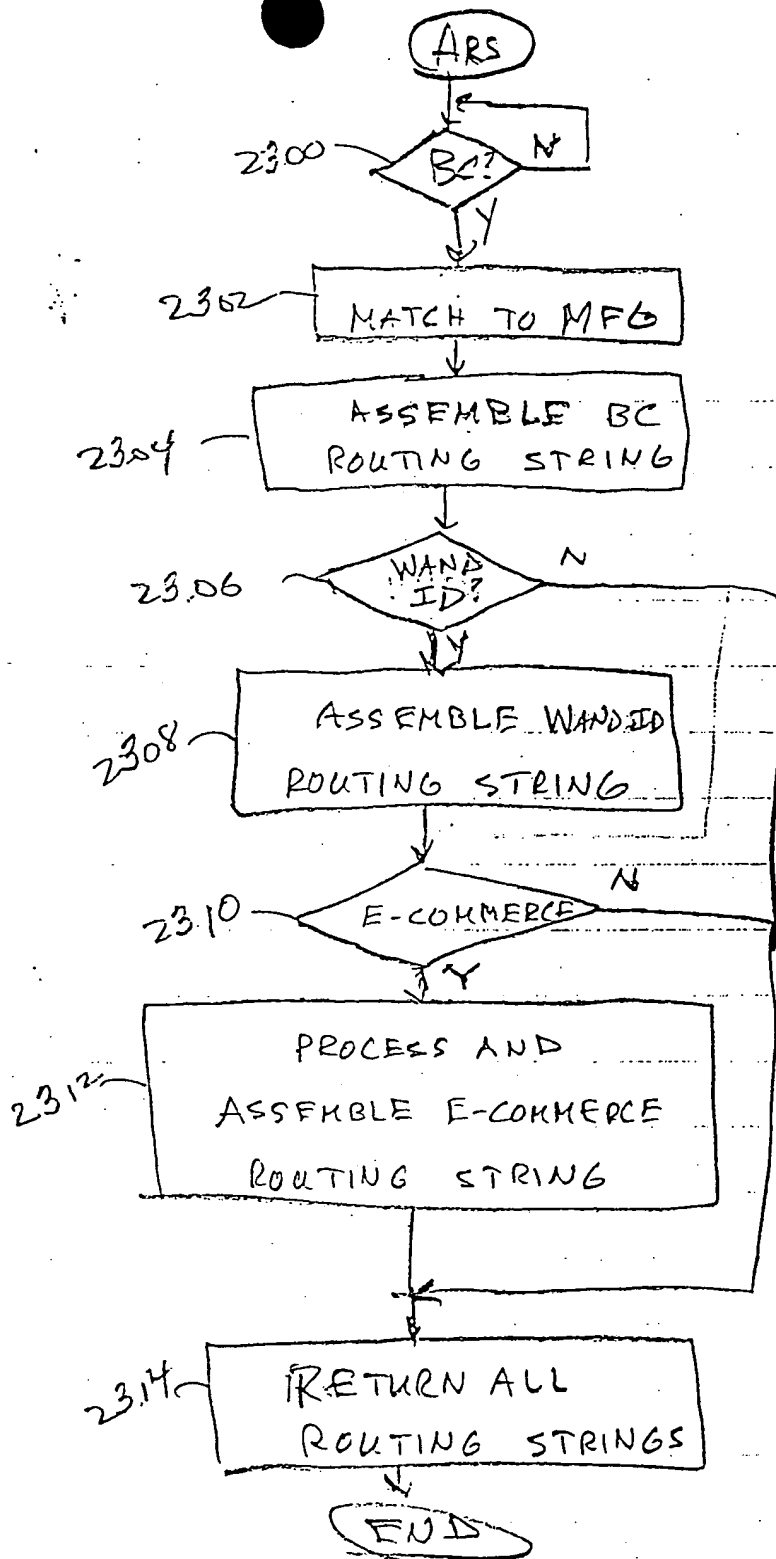 ARS
2300
BC?
N
Y
2302
MATCH TO MFG
2304
ASSEMBLE BC
ROUTING STRING
2306
WAND
ID?
N
Y
2308
ASSEMBLE WAND ID
ROUTING STRING
2310
E-COMMERCE
N
Y
2312
PROCESS AND
ASSEMBLE E-COMMERCE
ROUTING STRING
2314
RETURN ALL
ROUTING STRINGS
END